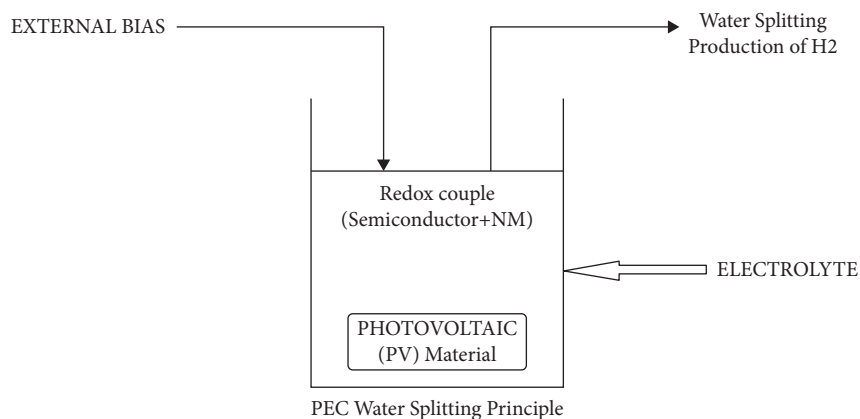 EXTERNAL BIAS
Water Splitting
Production of H2
Redox couple
(Semiconductor+NM)
ELECTROLYTE
PHOTOVOLTAIC
(PV) Material
PEC Water Splitting Principle